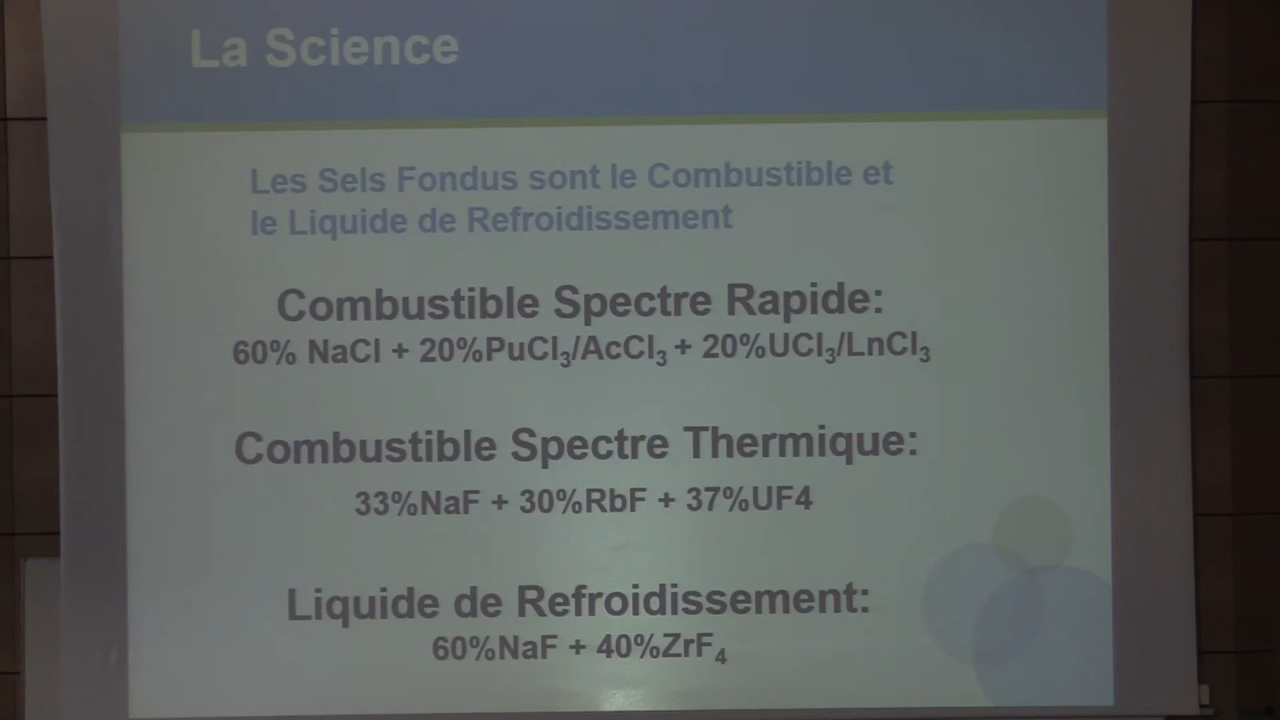 La Science
Les Sels Fondus sont le Combustible et
le Liquide de Refroidissement
Combustible Spectre Rapide:
60% NaCl + 20%PuCl₃/AcCl₃ + 20%UCl₃/LnCl₃
Combustible Spectre Thermique:
33%NaF + 30%RbF + 37%UF4
Liquide de Refroidissement:
60%NaF + 40%ZrF₄